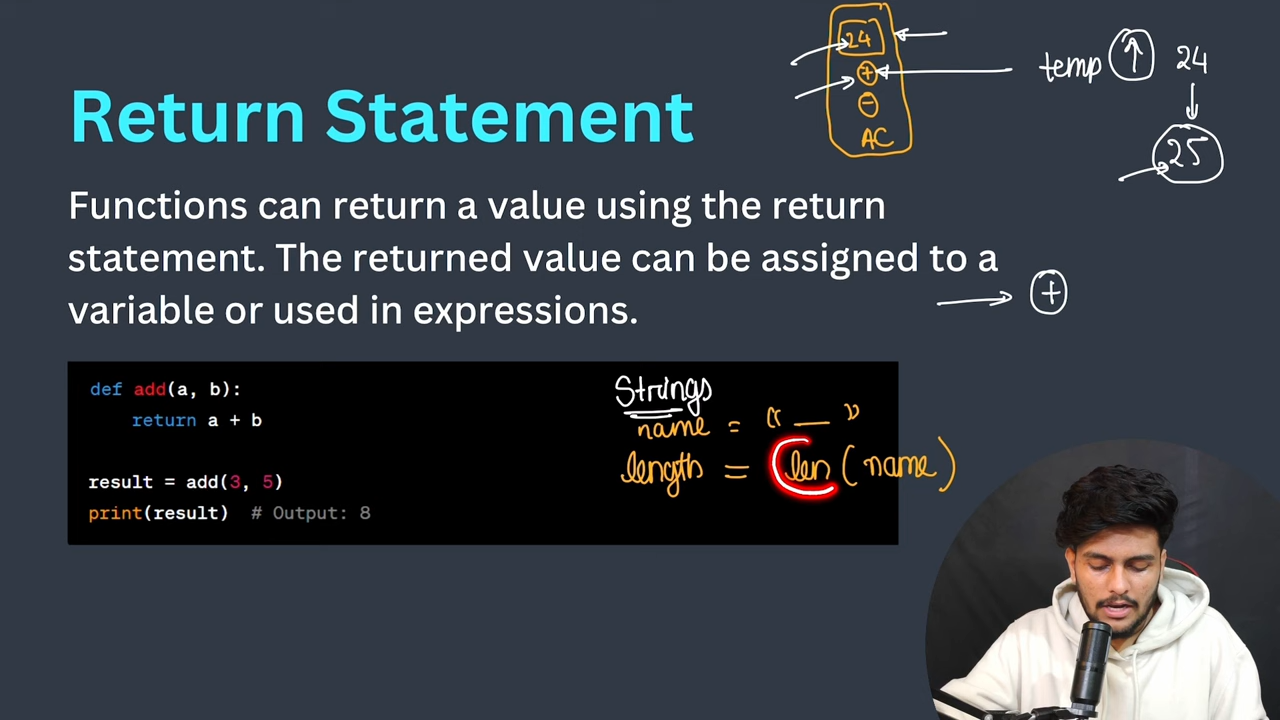 24
+
-
AC
temp ↑ 24
↓
25
Return Statement
Functions can return a value using the return
statement. The returned value can be assigned to a
variable or used in expressions.
→ +
def add(a, b):
    return a + b
result = add(3, 5)
print(result)  # Output: 8
Strings
name = “ __ ”
length = len(name)